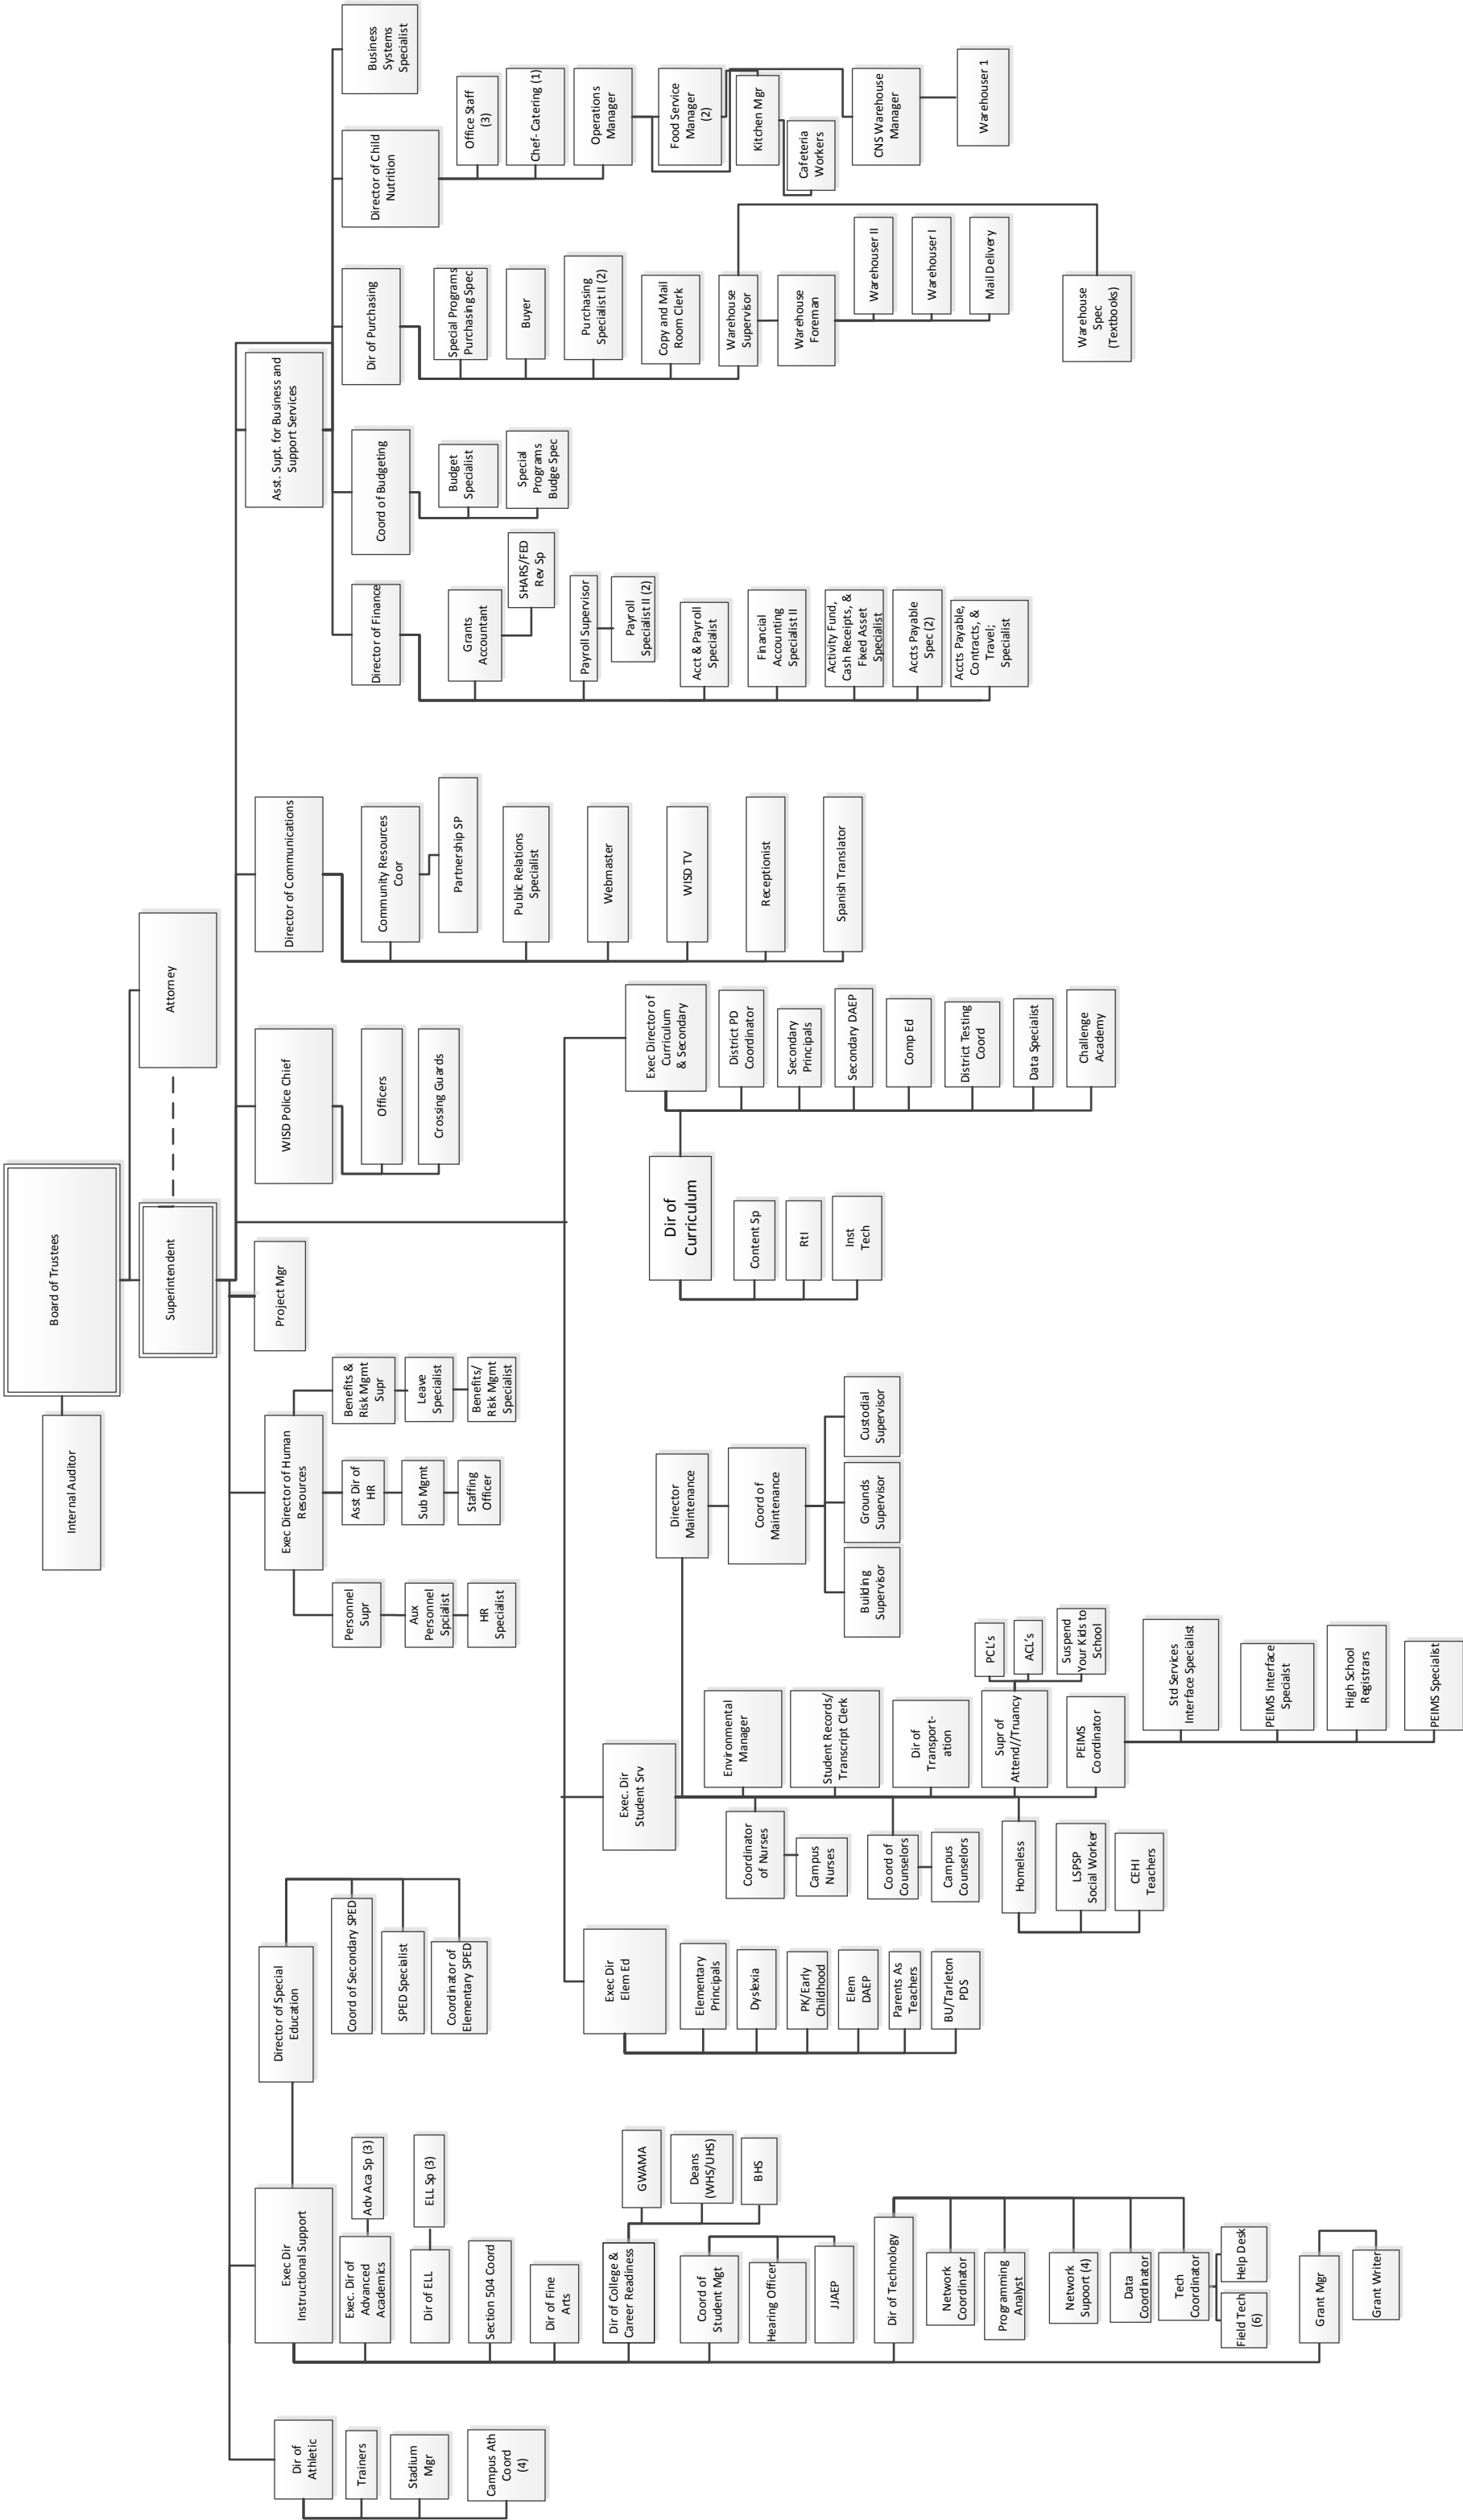 Board of Trustees
Internal Auditor
Superintendent
Attorney
Dir of
Athletic
Trainers
Stadium
Mgr
Campus Ath
Coord
(4)
Exec Dir
Instructional Support
Exec. Dir of
Advanced
Academics
Adv Aca Sp (3)
Dir of ELL
ELL Sp (3)
Section 504 Coord
Dir of Fine
Arts
Dir of College &
Career Readiness
GWAMA
Deans
(WHS/UHS)
BHS
Coord of
Student Mgt
Hearing Officer
JJAEP
Dir of Technology
Network
Coordinator
Programming
Analyst
Network
Support (4)
Data
Coordinator
Tech
Coordinator
Field Tech
(6)
Help Desk
Grant Mgr
Grant Writer
Director of Special
Education
Coord of Secondary SPED
SPED Specialist
Coordinator of
Elementary SPED
Exec Director of Human
Resources
Personnel
Supr
Aux
Personnel
Spcialist
HR
Specialist
Asst Dir of
HR
Sub Mgmt
Staffing
Officer
Benefits &
Risk Mgmt
Supr
Leave
Specialist
Benefits/
Risk Mgmt
Specialist
Project Mgr
WISD Police Chief
Officers
Crossing Guards
Director of Communications
Community Resources
Coor
Partnership SP
Public Relations
Specialist
Webmaster
WISD TV
Receptionist
Spanish Translator
Asst. Supt. for Business and
Support Services
Director of Finance
Grants
Accountant
SHARS/FED
Rev Sp
Payroll Supervisor
Payroll
Specialist II (2)
Acct & Payroll
Specialist
Financial
Accounting
Specialist II
Activity Fund,
Cash Receipts, &
Fixed Asset
Specialist
Accts Payable
Spec (2)
Accts Payable,
Contracts, &
Travel;
Specialist
Coord of Budgeting
Budget
Specialist
Special
Programs
Budge Spec
Dir of Purchasing
Special Programs
Purchasing Spec
Buyer
Purchasing
Specialist II (2)
Copy and Mail
Room Clerk
Warehouse
Supervisor
Warehouse
Foreman
Warehouser II
Warehouser I
Mail Delivery
Warehouse
Spec
(Textbooks)
Director of Child
Nutrition
Office Staff
(3)
Chef- Catering (1)
Operations
Manager
Food Service
Manager
(2)
Kitchen Mgr
Cafeteria
Workers
CNS Warehouse
Manager
Warehouser 1
Business
Systems
Specialist
Exec Dir
Elem Ed
Elementary
Principals
Dyslexia
PK/Early
Childhood
Elem
DAEP
Parents As
Teachers
BU/Tarleton
PDS
Exec. Dir
Student Srv
Coordinator
of Nurses
Campus
Nurses
Coord of
Counselors
Campus
Counselors
Homeless
LSPSP
Social Worker
CEHI
Teachers
Environmental
Manager
Student Records/
Transcript Clerk
Dir of
Transport-
ation
Supr of
Attend//Truancy
PCL's
ACL's
Suspend
Your Kids to
School
PEIMS
Coordinator
Std Services
Interface Specialist
PEIMS Interface
Specialst
High School
Registrars
PEIMS Specialist
Director
Maintenance
Coord of
Maintenance
Building
Supervisor
Grounds
Supervisor
Custodial
Supervisor
Exec Director of
Curriculum
& Secondary
Dir of
Curriculum
Content Sp
RtI
Inst
Tech
District PD
Coordinator
Secondary
Principals
Secondary DAEP
Comp Ed
District Testing
Coord
Data Specialist
Challenge
Academy